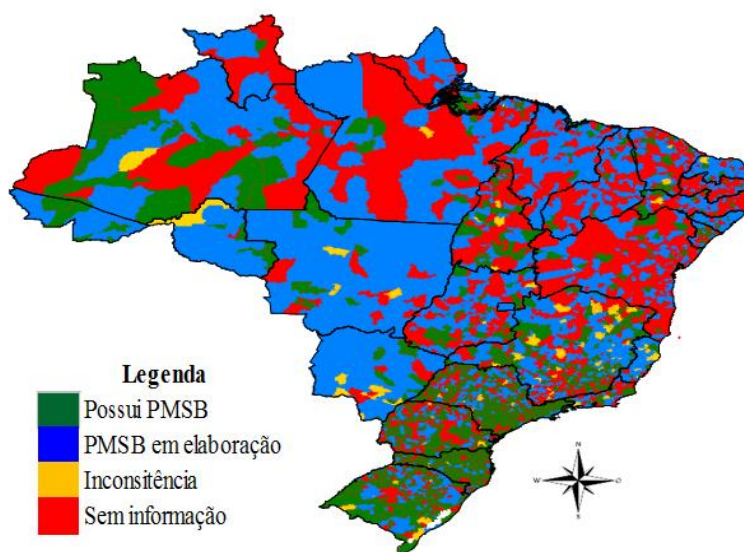 Legenda
Possui PMSB
PMSB em elaboração
Inconsitência
Sem informação
N
W
O
S